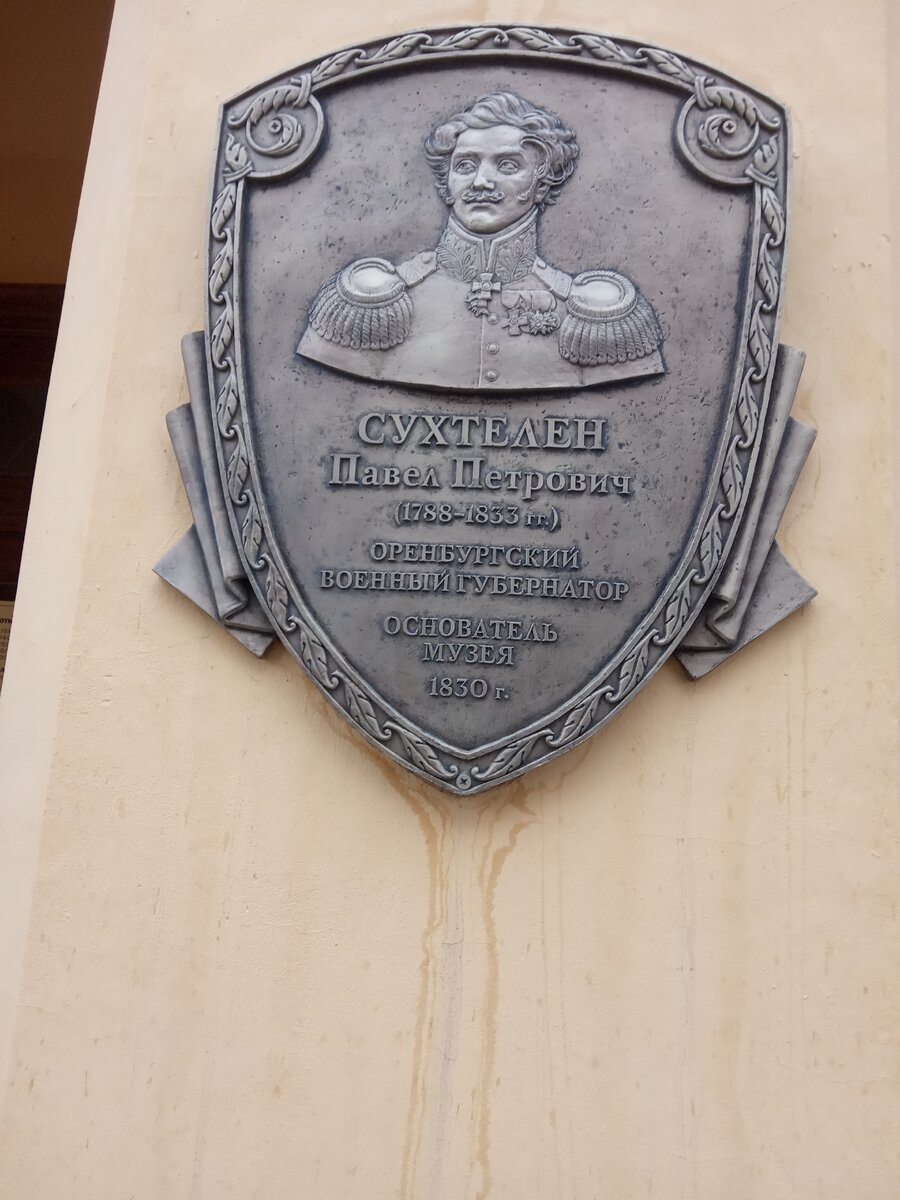 СУХТЕЛЕН
Павел Петрович
(1788-1833 гг.)
ОРЕНБУРГСКИЙ
ВОЕННЫЙ ГУБЕРНАТОР
ОСНОВАТЕЛЬ
МУЗЕЯ
1830 г.